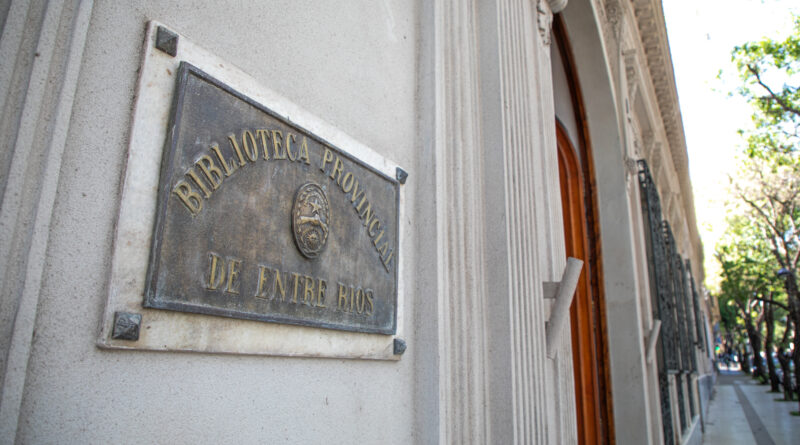 BIBLIOTECA PROVINCIAL
DE ENTRE RIOS